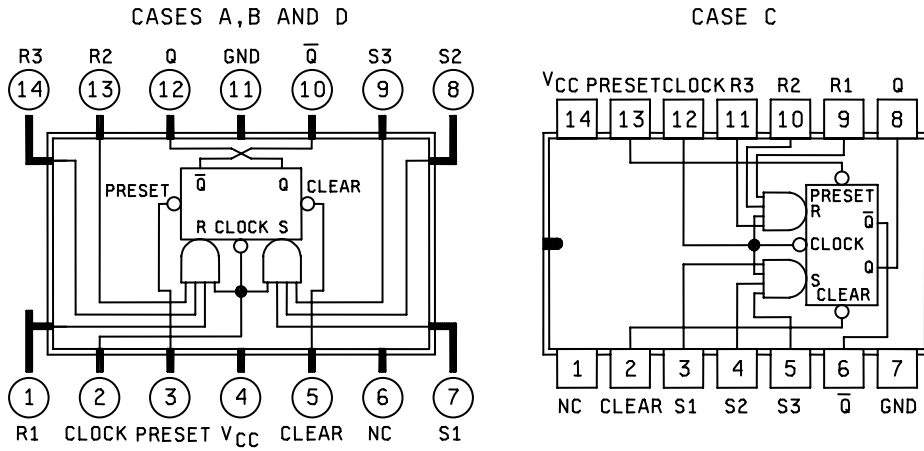 CASES A,B AND D
R3 R2 Q GND Q̅ S3 S2
14 13 12 11 10 9 8
Q̅ Q
PRESET CLEAR
R CLOCK S
1 2 3 4 5 6 7
R1 CLOCK PRESET VCC CLEAR NC S1
CASE C
VCC PRESET CLOCK R3 R2 R1 Q
14 13 12 11 10 9 8
PRESET
R Q̅
CLOCK
Q
S
CLEAR
1 2 3 4 5 6 7
NC CLEAR S1 S2 S3 Q̅ GND